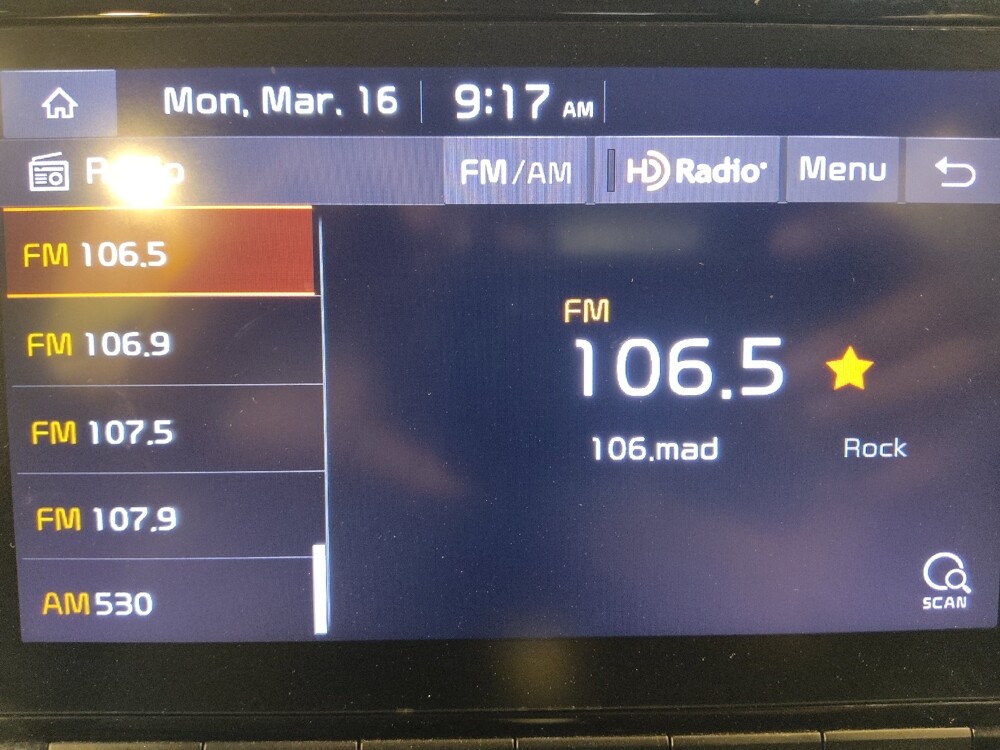 Mon, Mar. 16 9:17 AM
Radio FM/AM HD Radio Menu
FM 106.5
FM 106.9
FM 107.5
FM 107.9
AM 530
FM
106.5
106.mad Rock
SCAN